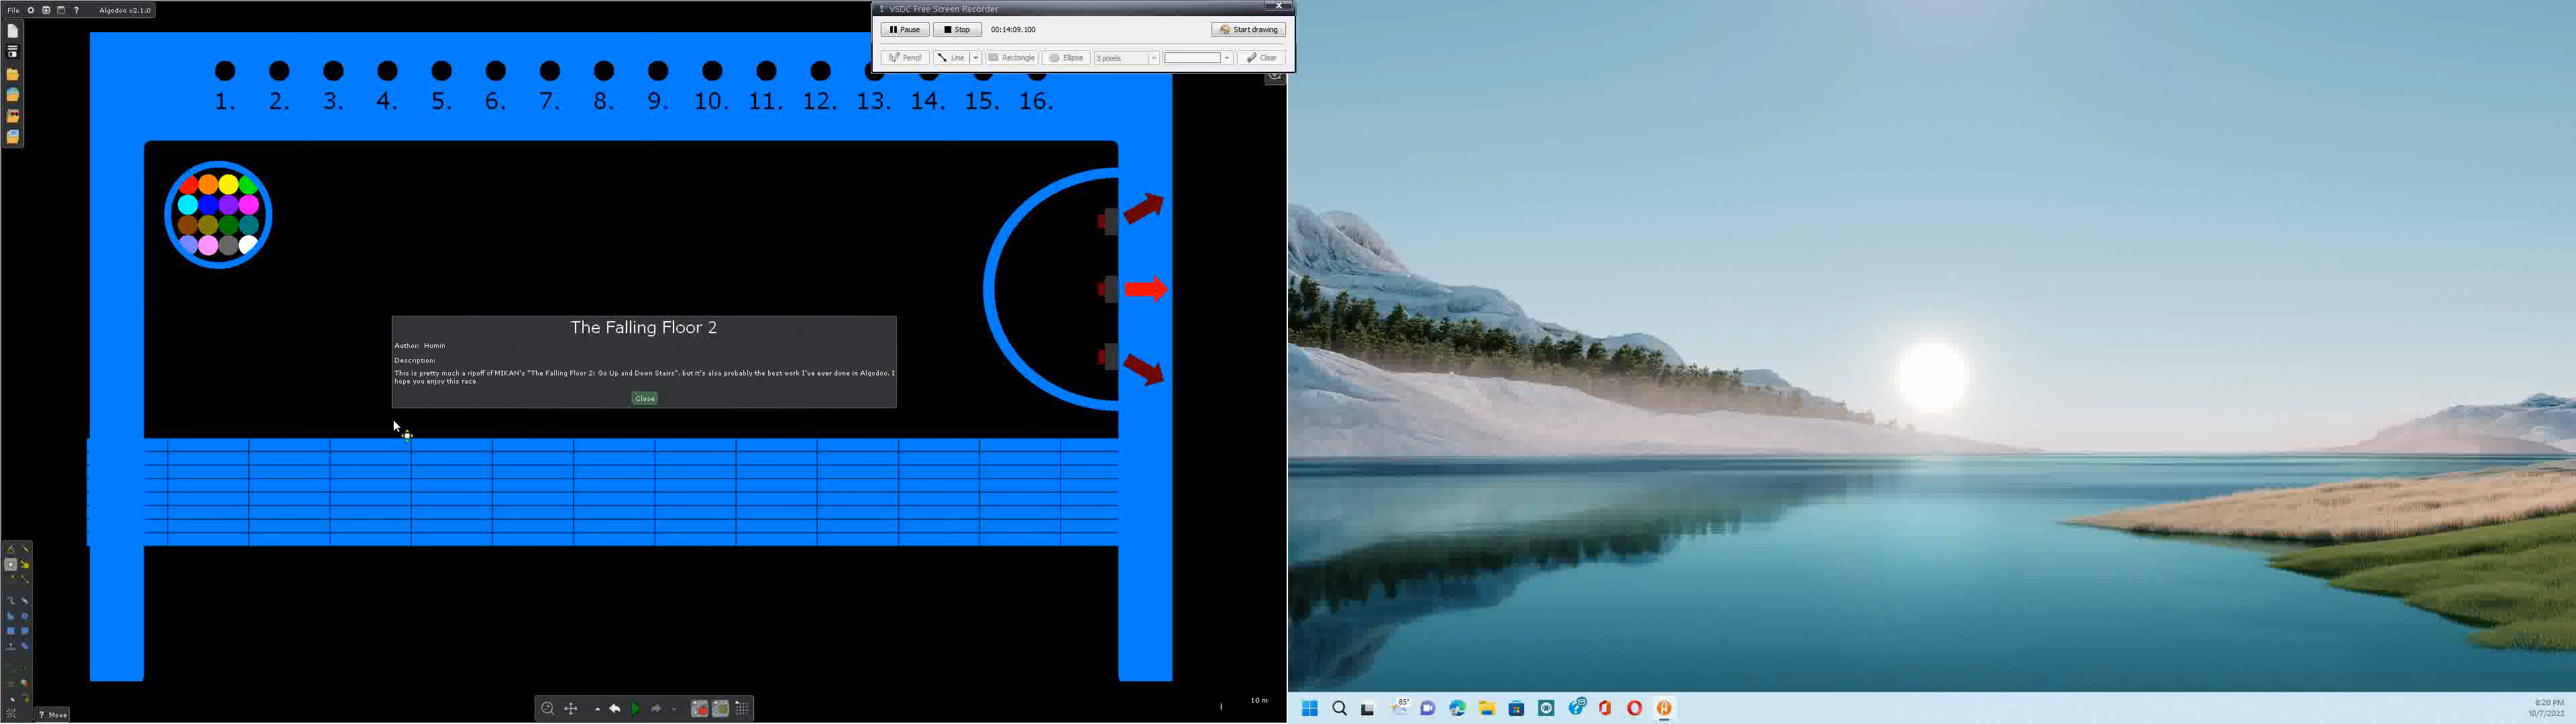 File ? Algodoo v2.1.0
VSDC Free Screen Recorder
Pause Stop 00:14:09.100 Start drawing
Pencil Line Rectangle Ellipse 3 pixels Clear
1. 2. 3. 4. 5. 6. 7. 8. 9. 10. 11. 12. 13. 14. 15. 16.
The Falling Floor 2
Author: Humin
Description:
This is pretty much a ripoff of MIKAN's "The Falling Floor 2: Go Up and Down Stairs", but it's also probably the best work I've ever done in Algodoo. I
hope you enjoy this race
Close
? Move
10 m
85°
8:20 PM
10/7/2022